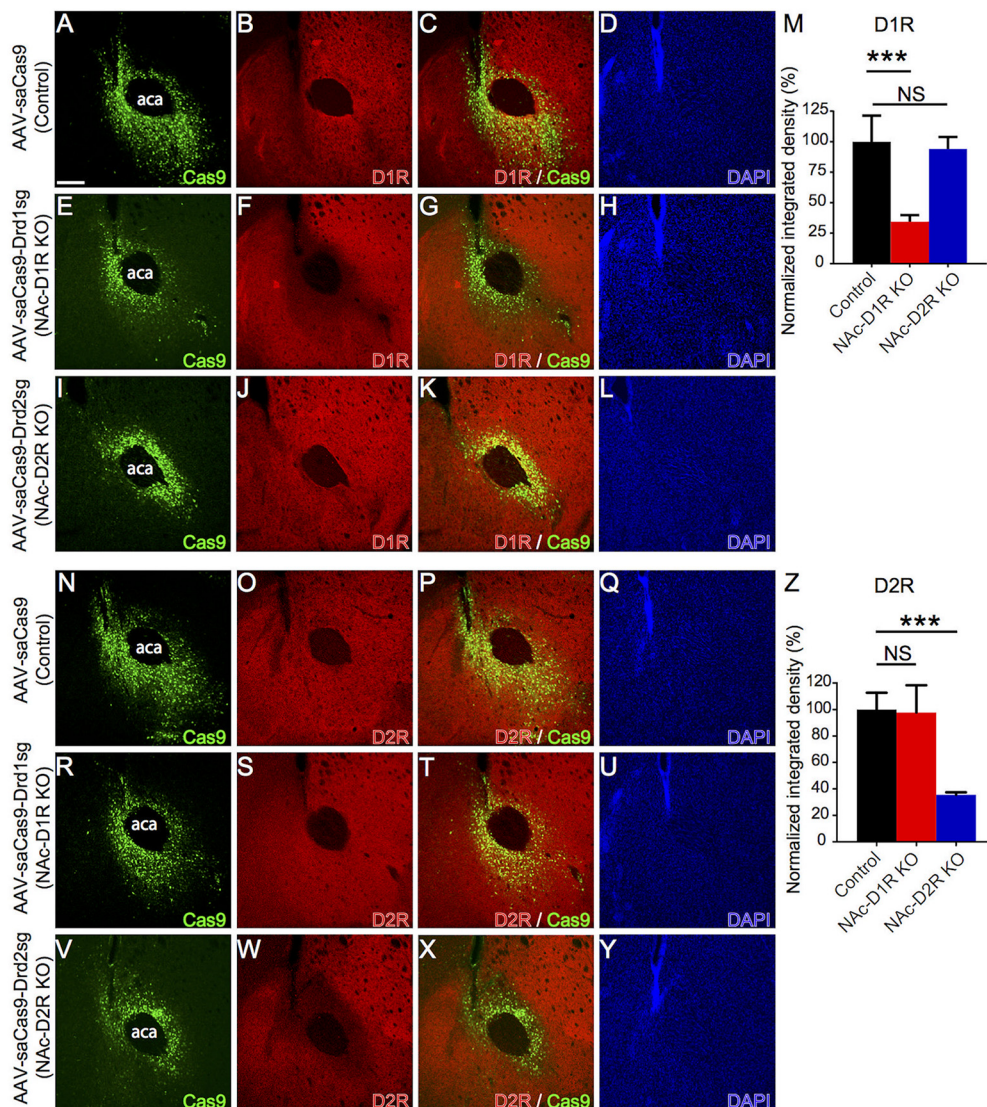 AAV-saCas9
(Control)
A
aca
Cas9
B
D1R
C
D1R / Cas9
D
DAPI
AAV-saCas9-Drd1sg
(NAc-D1R KO)
E
aca
Cas9
F
D1R
G
D1R / Cas9
H
DAPI
AAV-saCas9-Drd2sg
(NAc-D2R KO)
I
aca
Cas9
J
D1R
K
D1R / Cas9
L
DAPI
M
D1R
***
NS
Normalized integrated density (%)
125
100
75
50
25
0
Control
NAc-D1R KO
NAc-D2R KO
AAV-saCas9
(Control)
N
aca
Cas9
O
D2R
P
D2R / Cas9
Q
DAPI
AAV-saCas9-Drd1sg
(NAc-D1R KO)
R
aca
Cas9
S
D2R
T
D2R / Cas9
U
DAPI
AAV-saCas9-Drd2sg
(NAc-D2R KO)
V
aca
Cas9
W
D2R
X
D2R / Cas9
Y
DAPI
Z
D2R
***
NS
Normalized integrated density (%)
120
100
80
60
40
20
0
Control
NAc-D1R KO
NAc-D2R KO